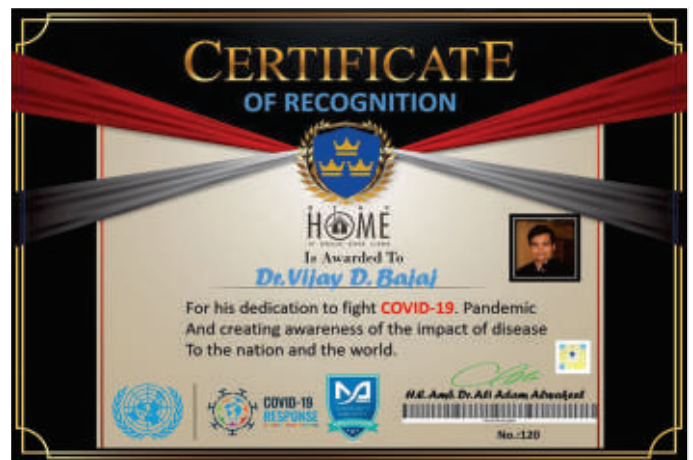 CERTIFICATE
OF RECOGNITION
HOME
Is Awarded To
Dr. Vijay D. Bajaj
For his dedication to fight COVID-19. Pandemic
And creating awareness of the impact of disease
To the nation and the world.
COVID-19
RESPONSE
H.E. Amb. Dr. Ali Adam Alwakeel
No.:120